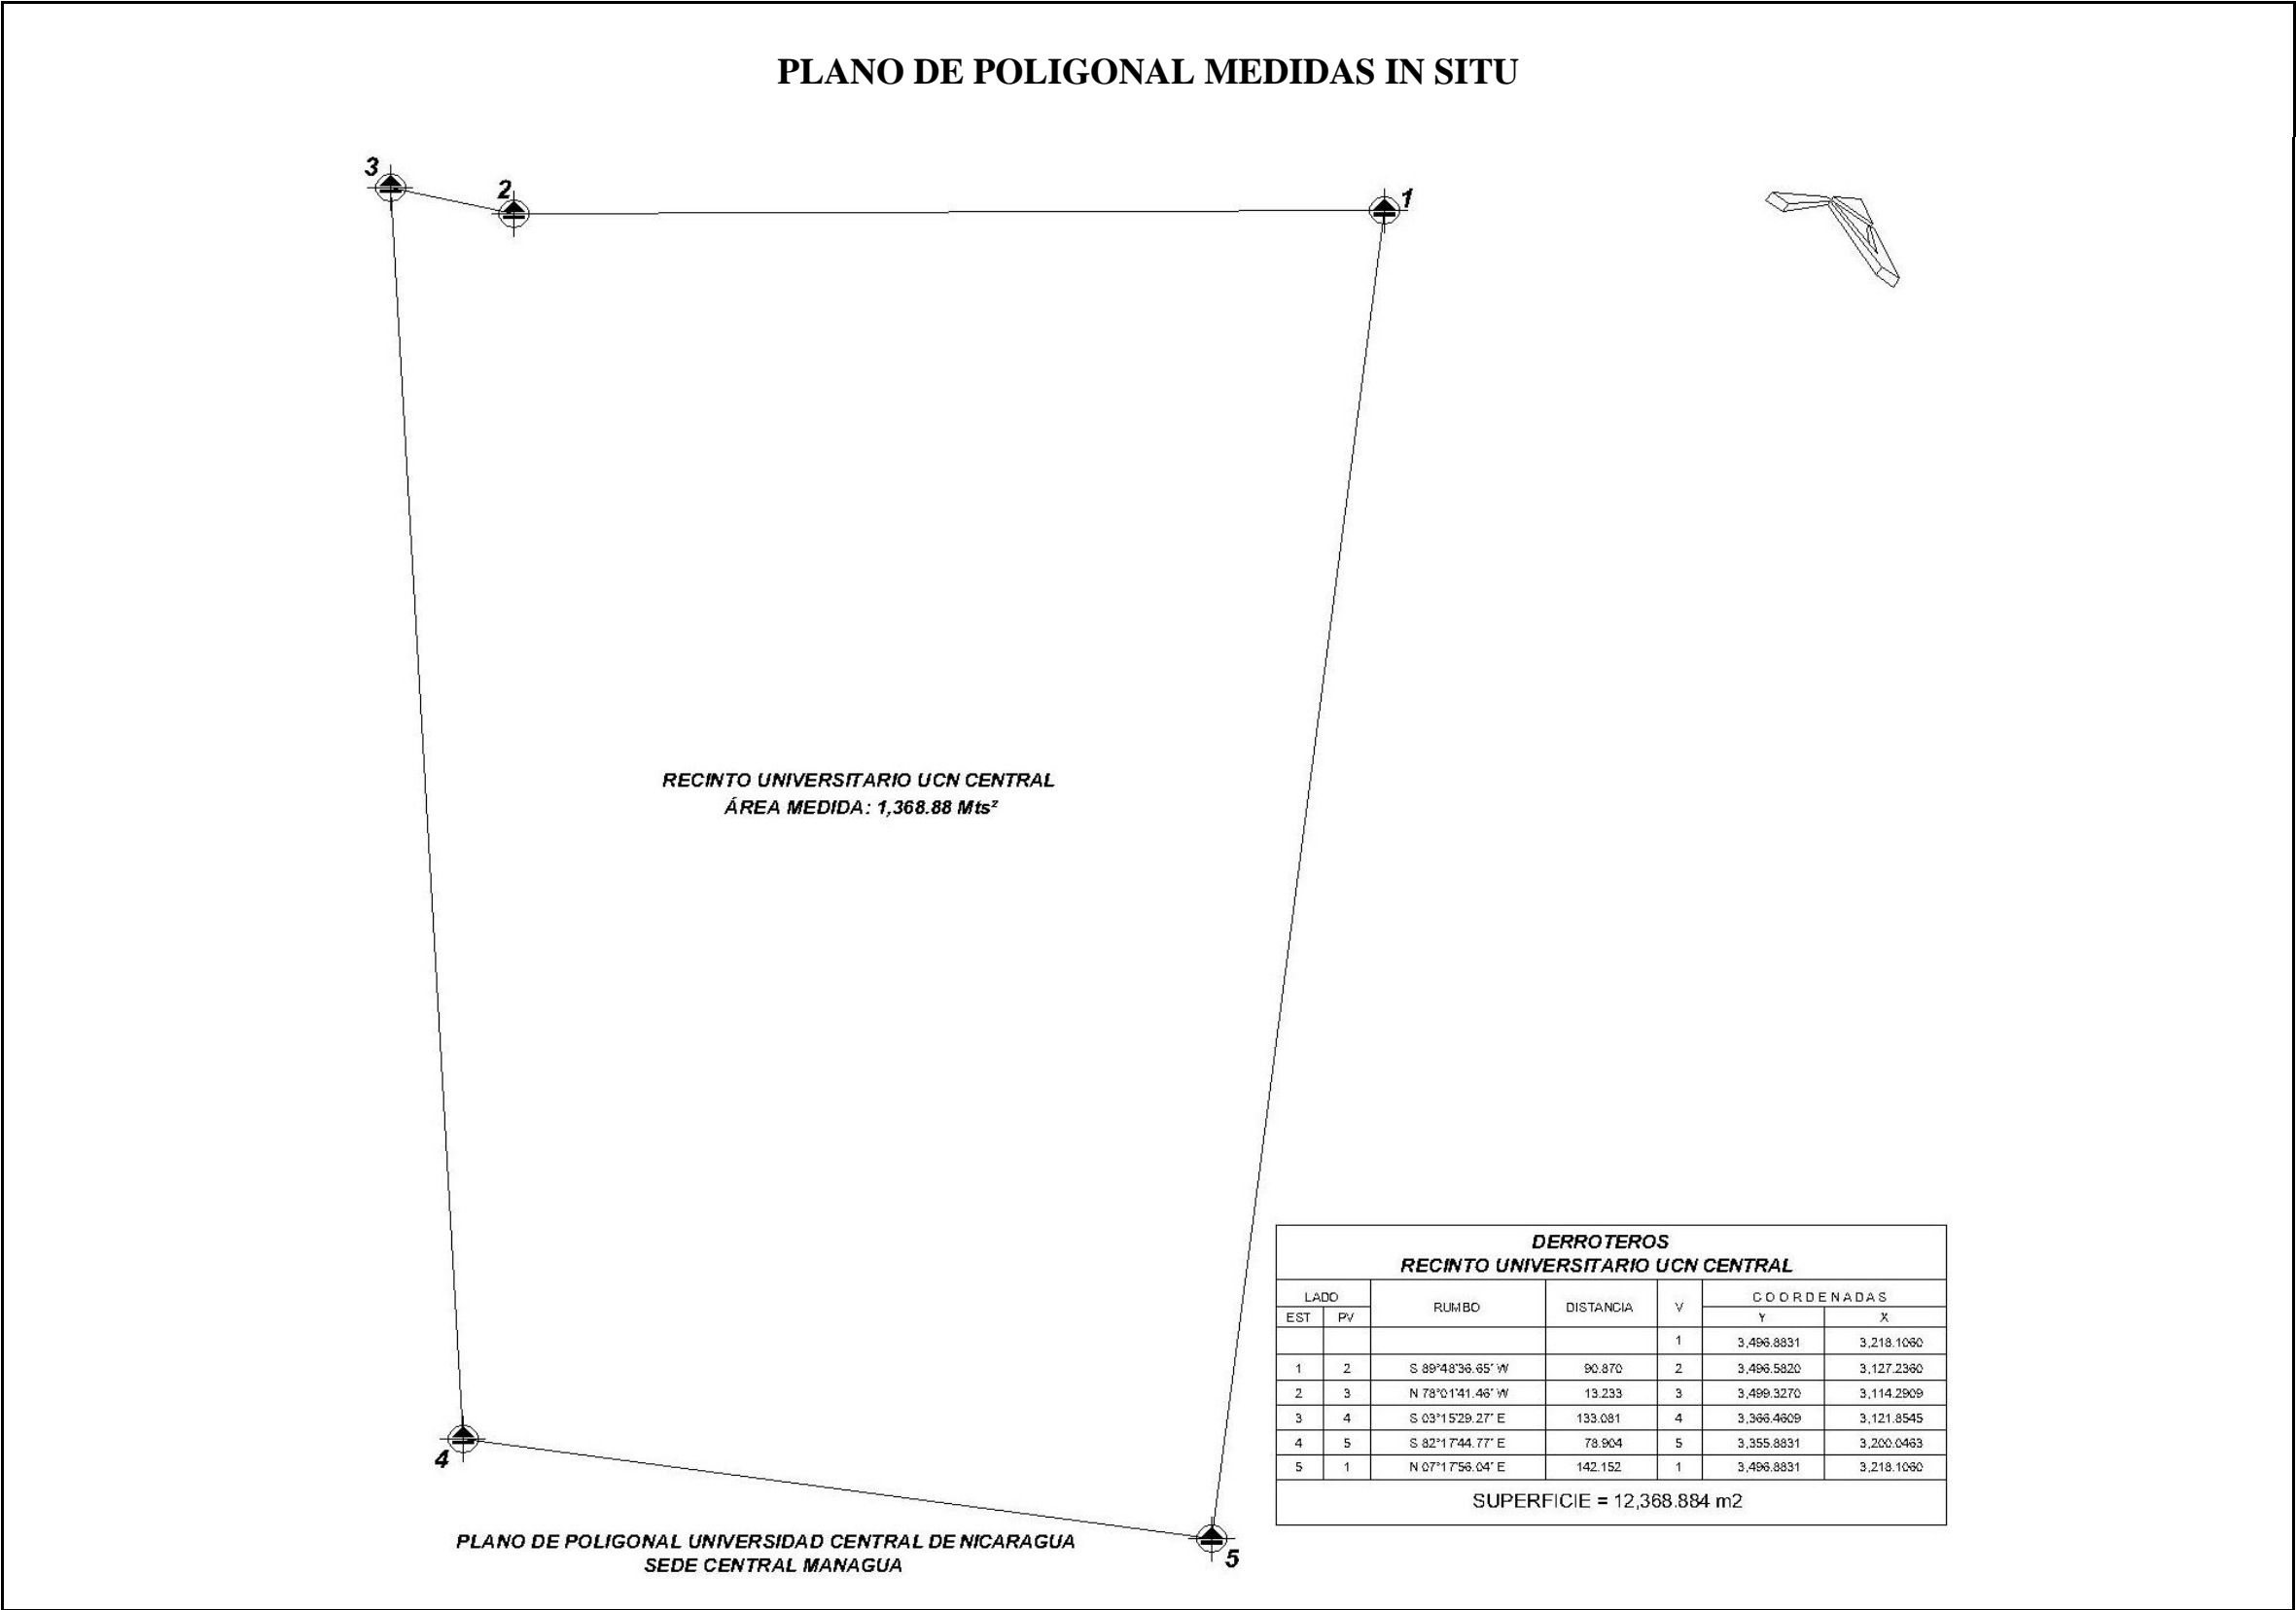 PLANO DE POLIGONAL MEDIDAS IN SITU
3
2
1
RECINTO UNIVERSITARIO UCN CENTRAL
ÁREA MEDIDA: 1,368.88 Mts²
4
5
PLANO DE POLIGONAL UNIVERSIDAD CENTRAL DE NICARAGUA
SEDE CENTRAL MANAGUA
DERROTEROS
RECINTO UNIVERSITARIO UCN CENTRAL
LADO RUMBO DISTANCIA V COORDENADAS
EST PV Y X
1 3,496.8831 3,218.1060
1 2 S 89°48'36.65" W 90.870 2 3,496.5820 3,127.2360
2 3 N 78°01'41.46" W 13.233 3 3,499.3270 3,114.2909
3 4 S 03°15'29.27" E 133.081 4 3,366.4609 3,121.8545
4 5 S 82°17'44.77" E 78.904 5 3,355.8831 3,200.0463
5 1 N 07°17'56.04" E 142.152 1 3,496.8831 3,218.1060
SUPERFICIE = 12,368.884 m2